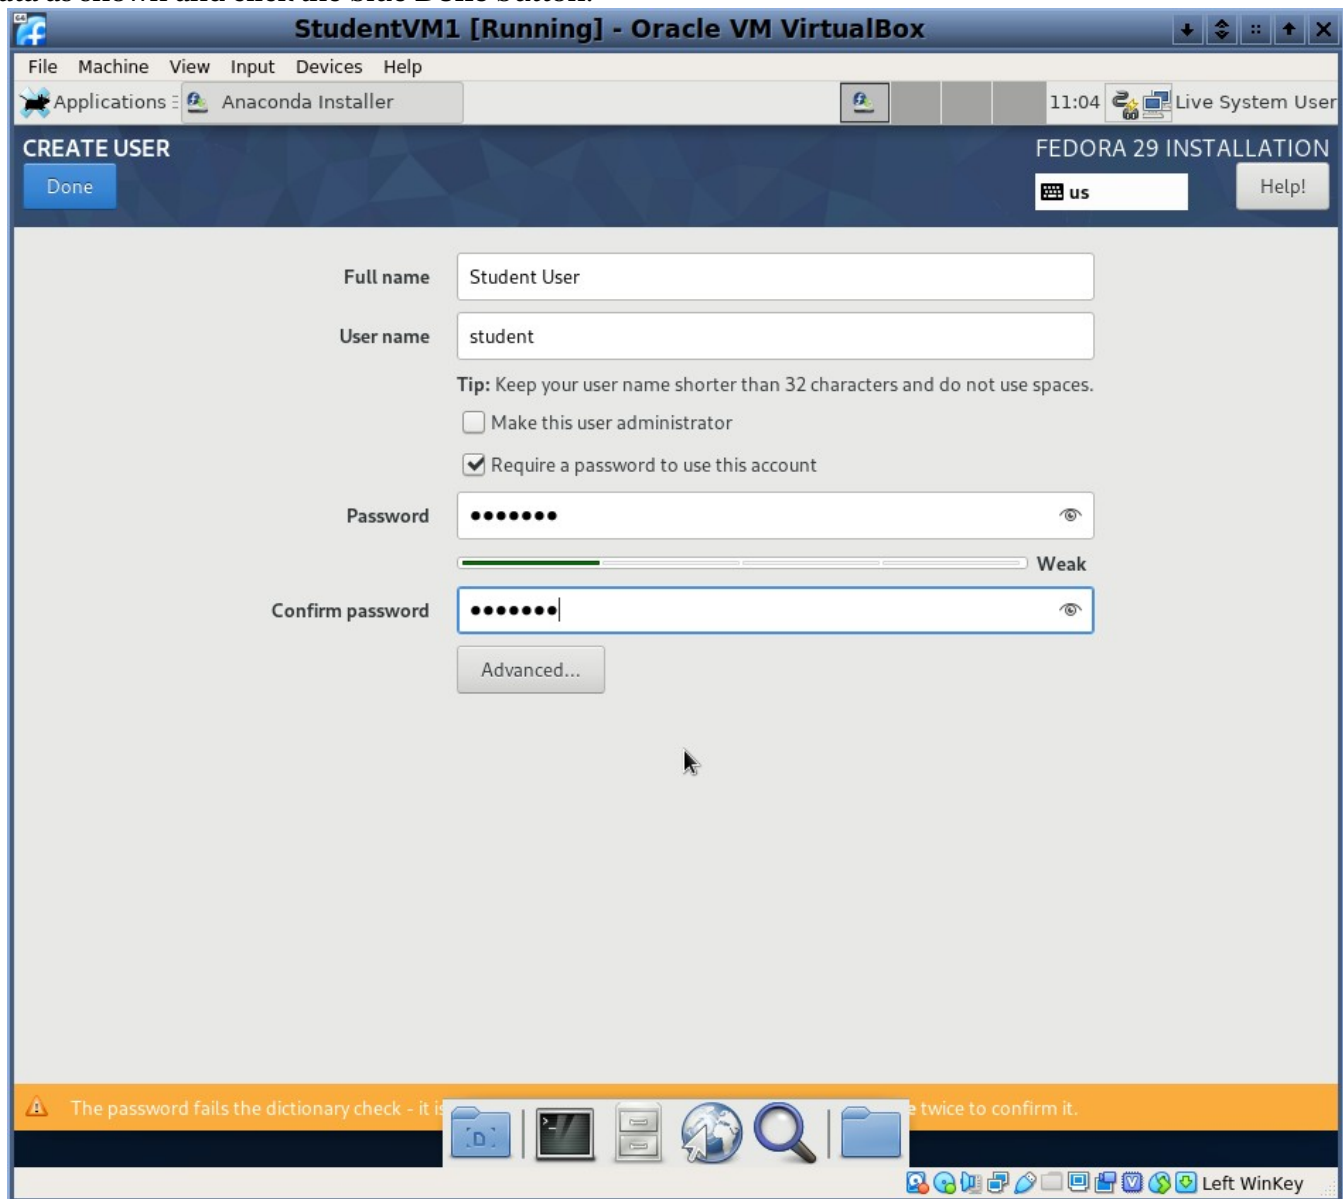 StudentVM1 [Running] - Oracle VM VirtualBox
File Machine View Input Devices Help
Applications Anaconda Installer 11:04 Live System User
CREATE USER FEDORA 29 INSTALLATION
Done us Help!
Full name Student User
User name student
Tip: Keep your user name shorter than 32 characters and do not use spaces.
Make this user administrator
Require a password to use this account
Password
Weak
Confirm password
Advanced...
The password fails the dictionary check - it is twice to confirm it.
Left WinKey